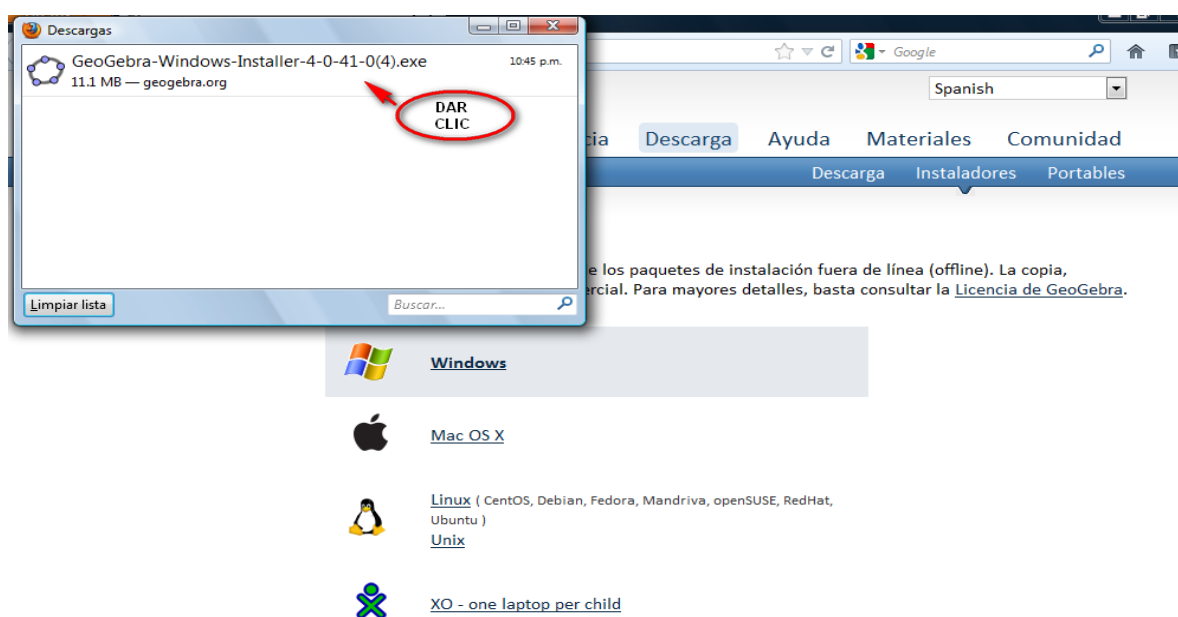 Descargas
GeoGebra-Windows-Installer-4-0-41-0(4).exe
10:45 p.m.
11.1 MB — geogebra.org
DAR
CLIC
Limpiar lista
Buscar...
Google
Spanish
Descarga
Ayuda
Materiales
Comunidad
Descarga
Instaladores
Portables
los paquetes de instalación fuera de línea (offline). La copia,
Para mayores detalles, basta consultar la Licencia de GeoGebra.
Windows
Mac OS X
Linux ( CentOS, Debian, Fedora, Mandriva, openSUSE, RedHat,
Ubuntu )
Unix
XO - one laptop per child